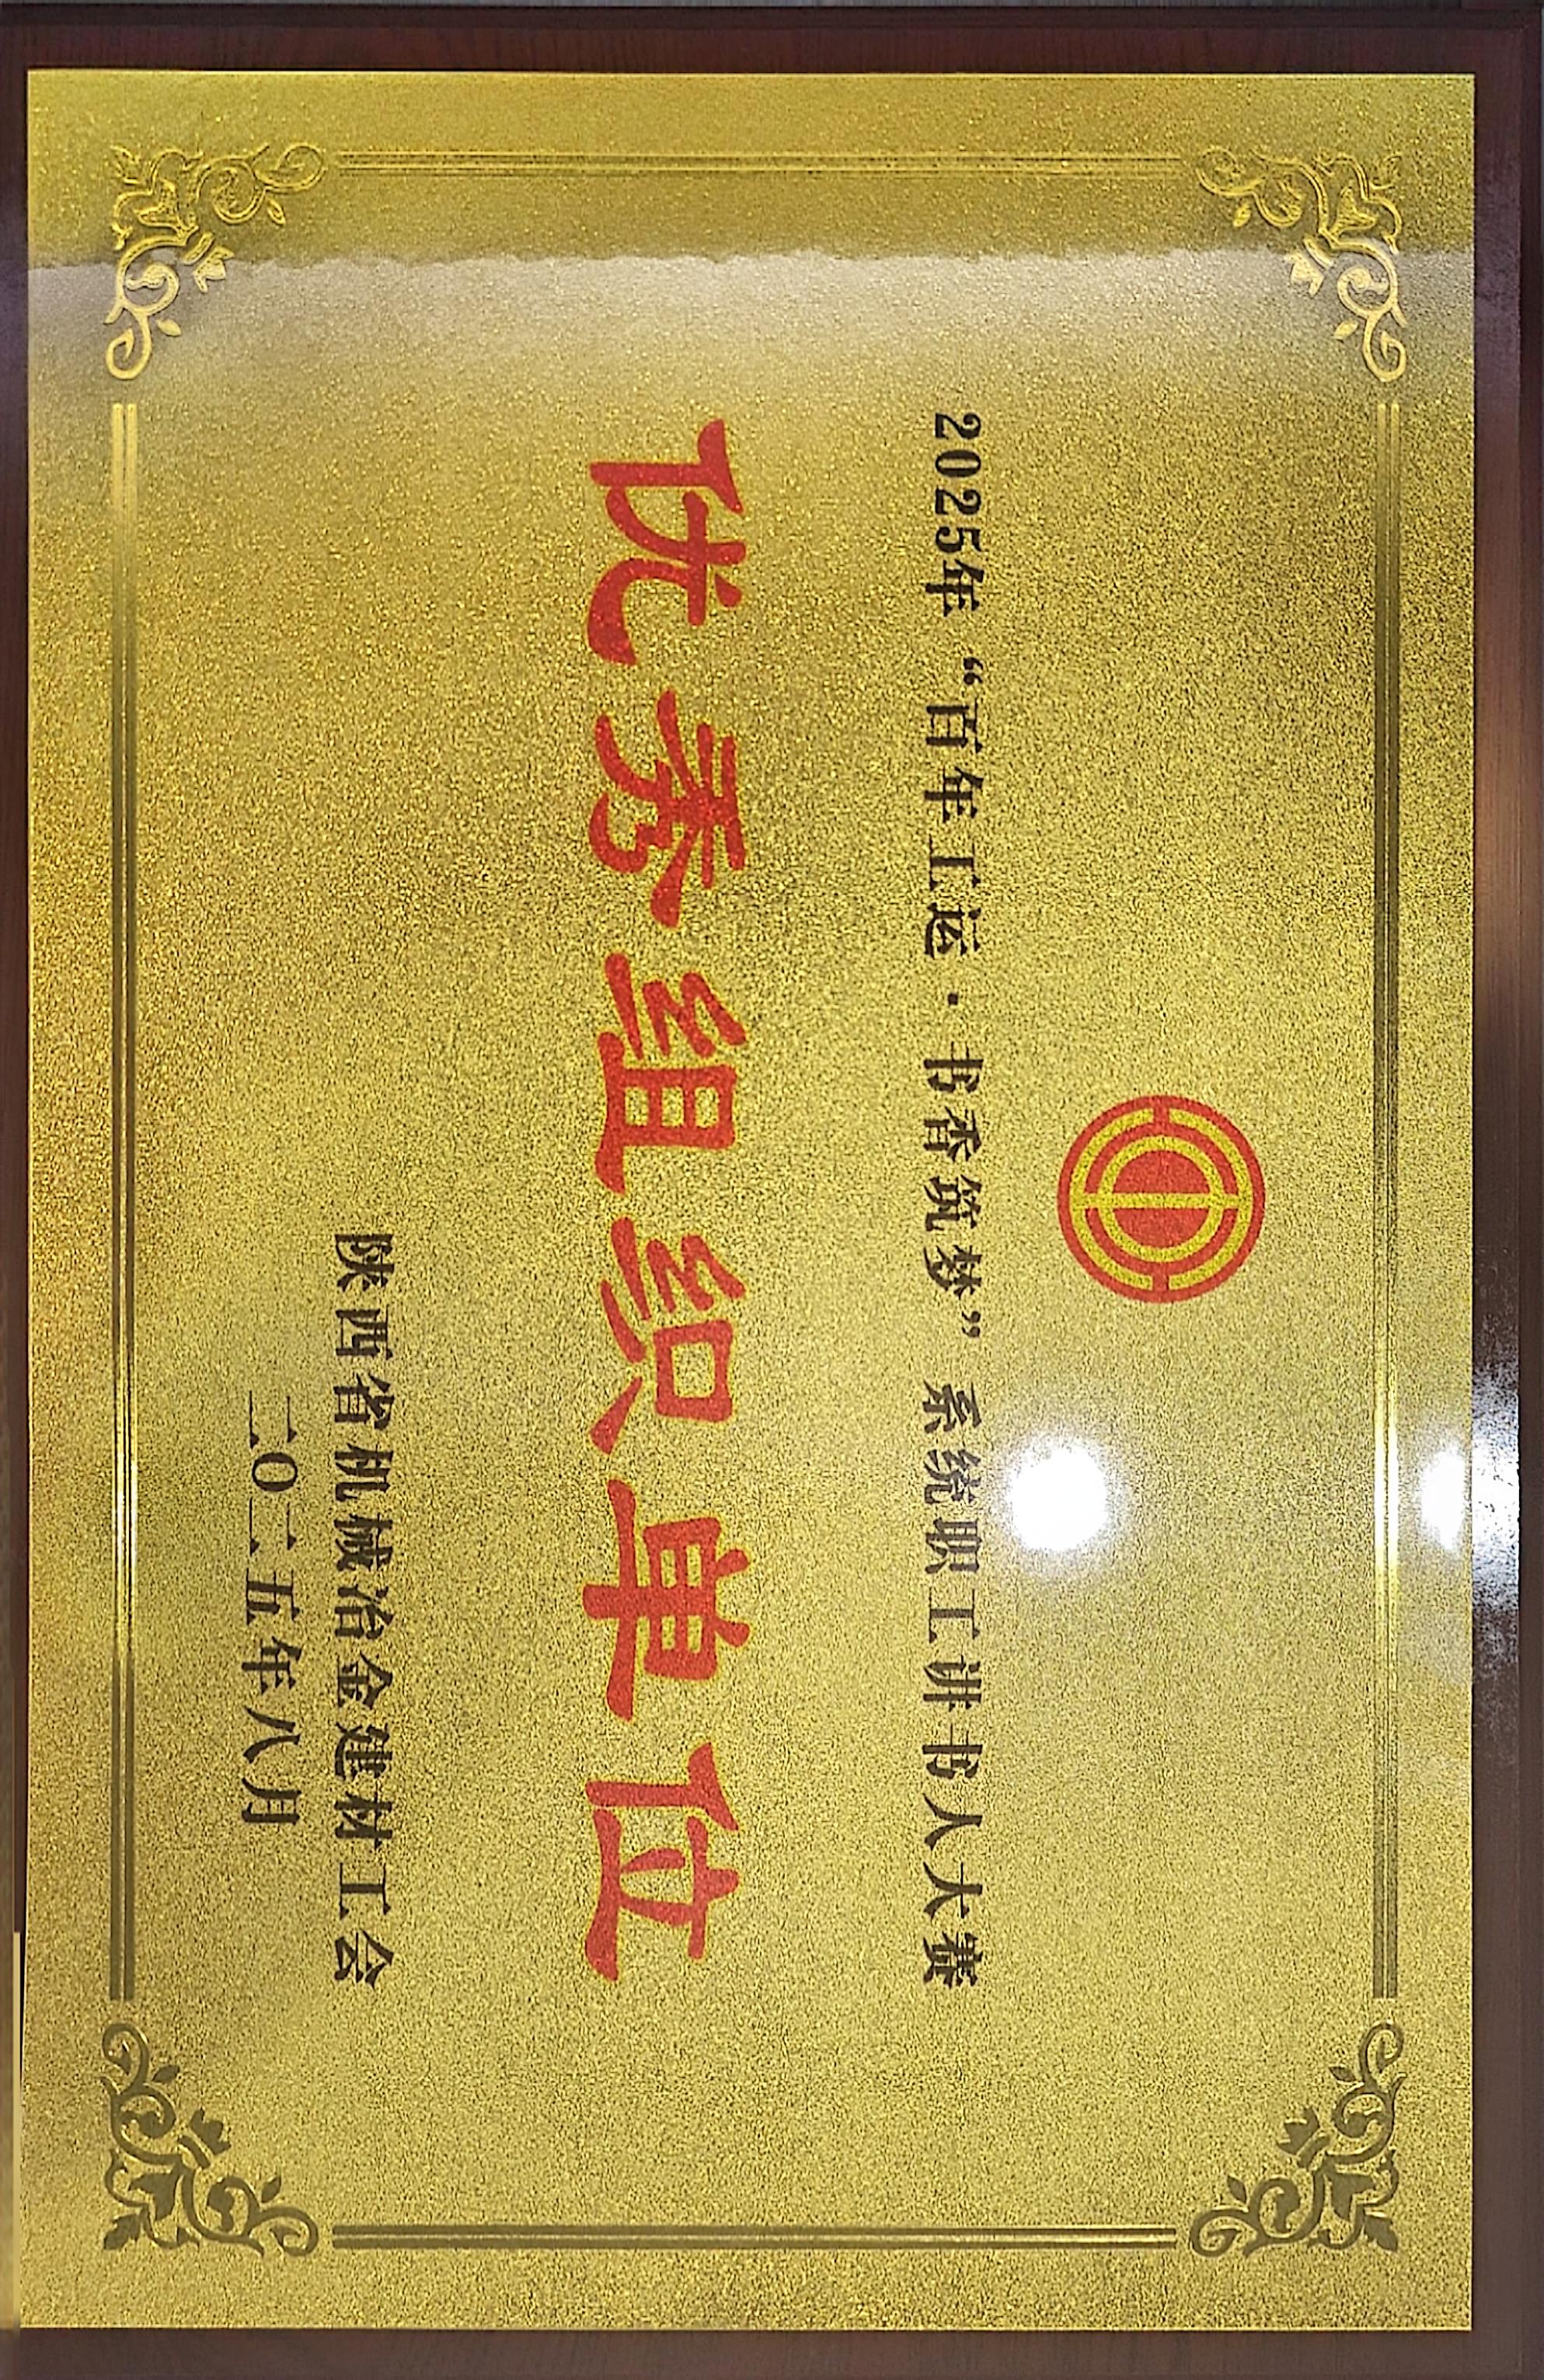 2025年“百年工运·书香筑梦”系统职工讲书人大赛
优秀组织单位
陕西省机械冶金建材工会
二〇二五年八月